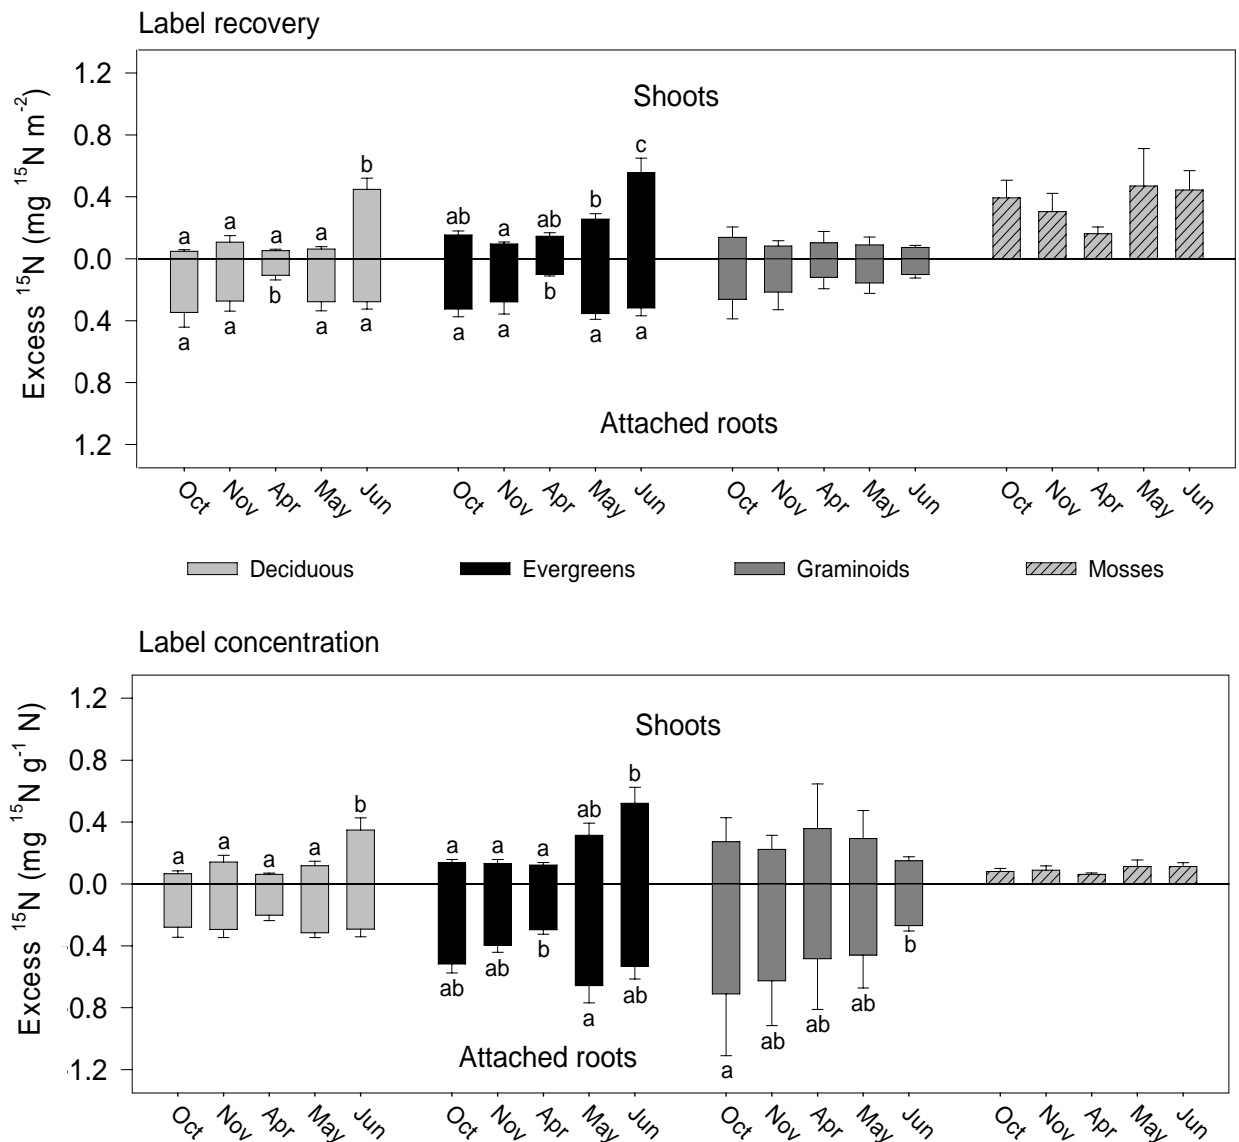 Label recovery
Excess ¹⁵N (mg ¹⁵N m⁻²)
1.2
0.8
0.4
0.0
0.4
0.8
1.2
Shoots
a a a a b
ab a ab b c
a a b a a
a a b a a
Attached roots
Oct Nov Apr May Jun Oct Nov Apr May Jun Oct Nov Apr May Jun Oct Nov Apr May Jun
Deciduous Evergreens Graminoids Mosses
Label concentration
Excess ¹⁵N (mg ¹⁵N g⁻¹ N)
1.2
0.8
0.4
0.0
-0.4
-0.8
-1.2
Shoots
a a a a b
a a a ab b
ab ab b a ab
a ab ab ab b
Attached roots
Oct Nov Apr May Jun Oct Nov Apr May Jun Oct Nov Apr May Jun Oct Nov Apr May Jun